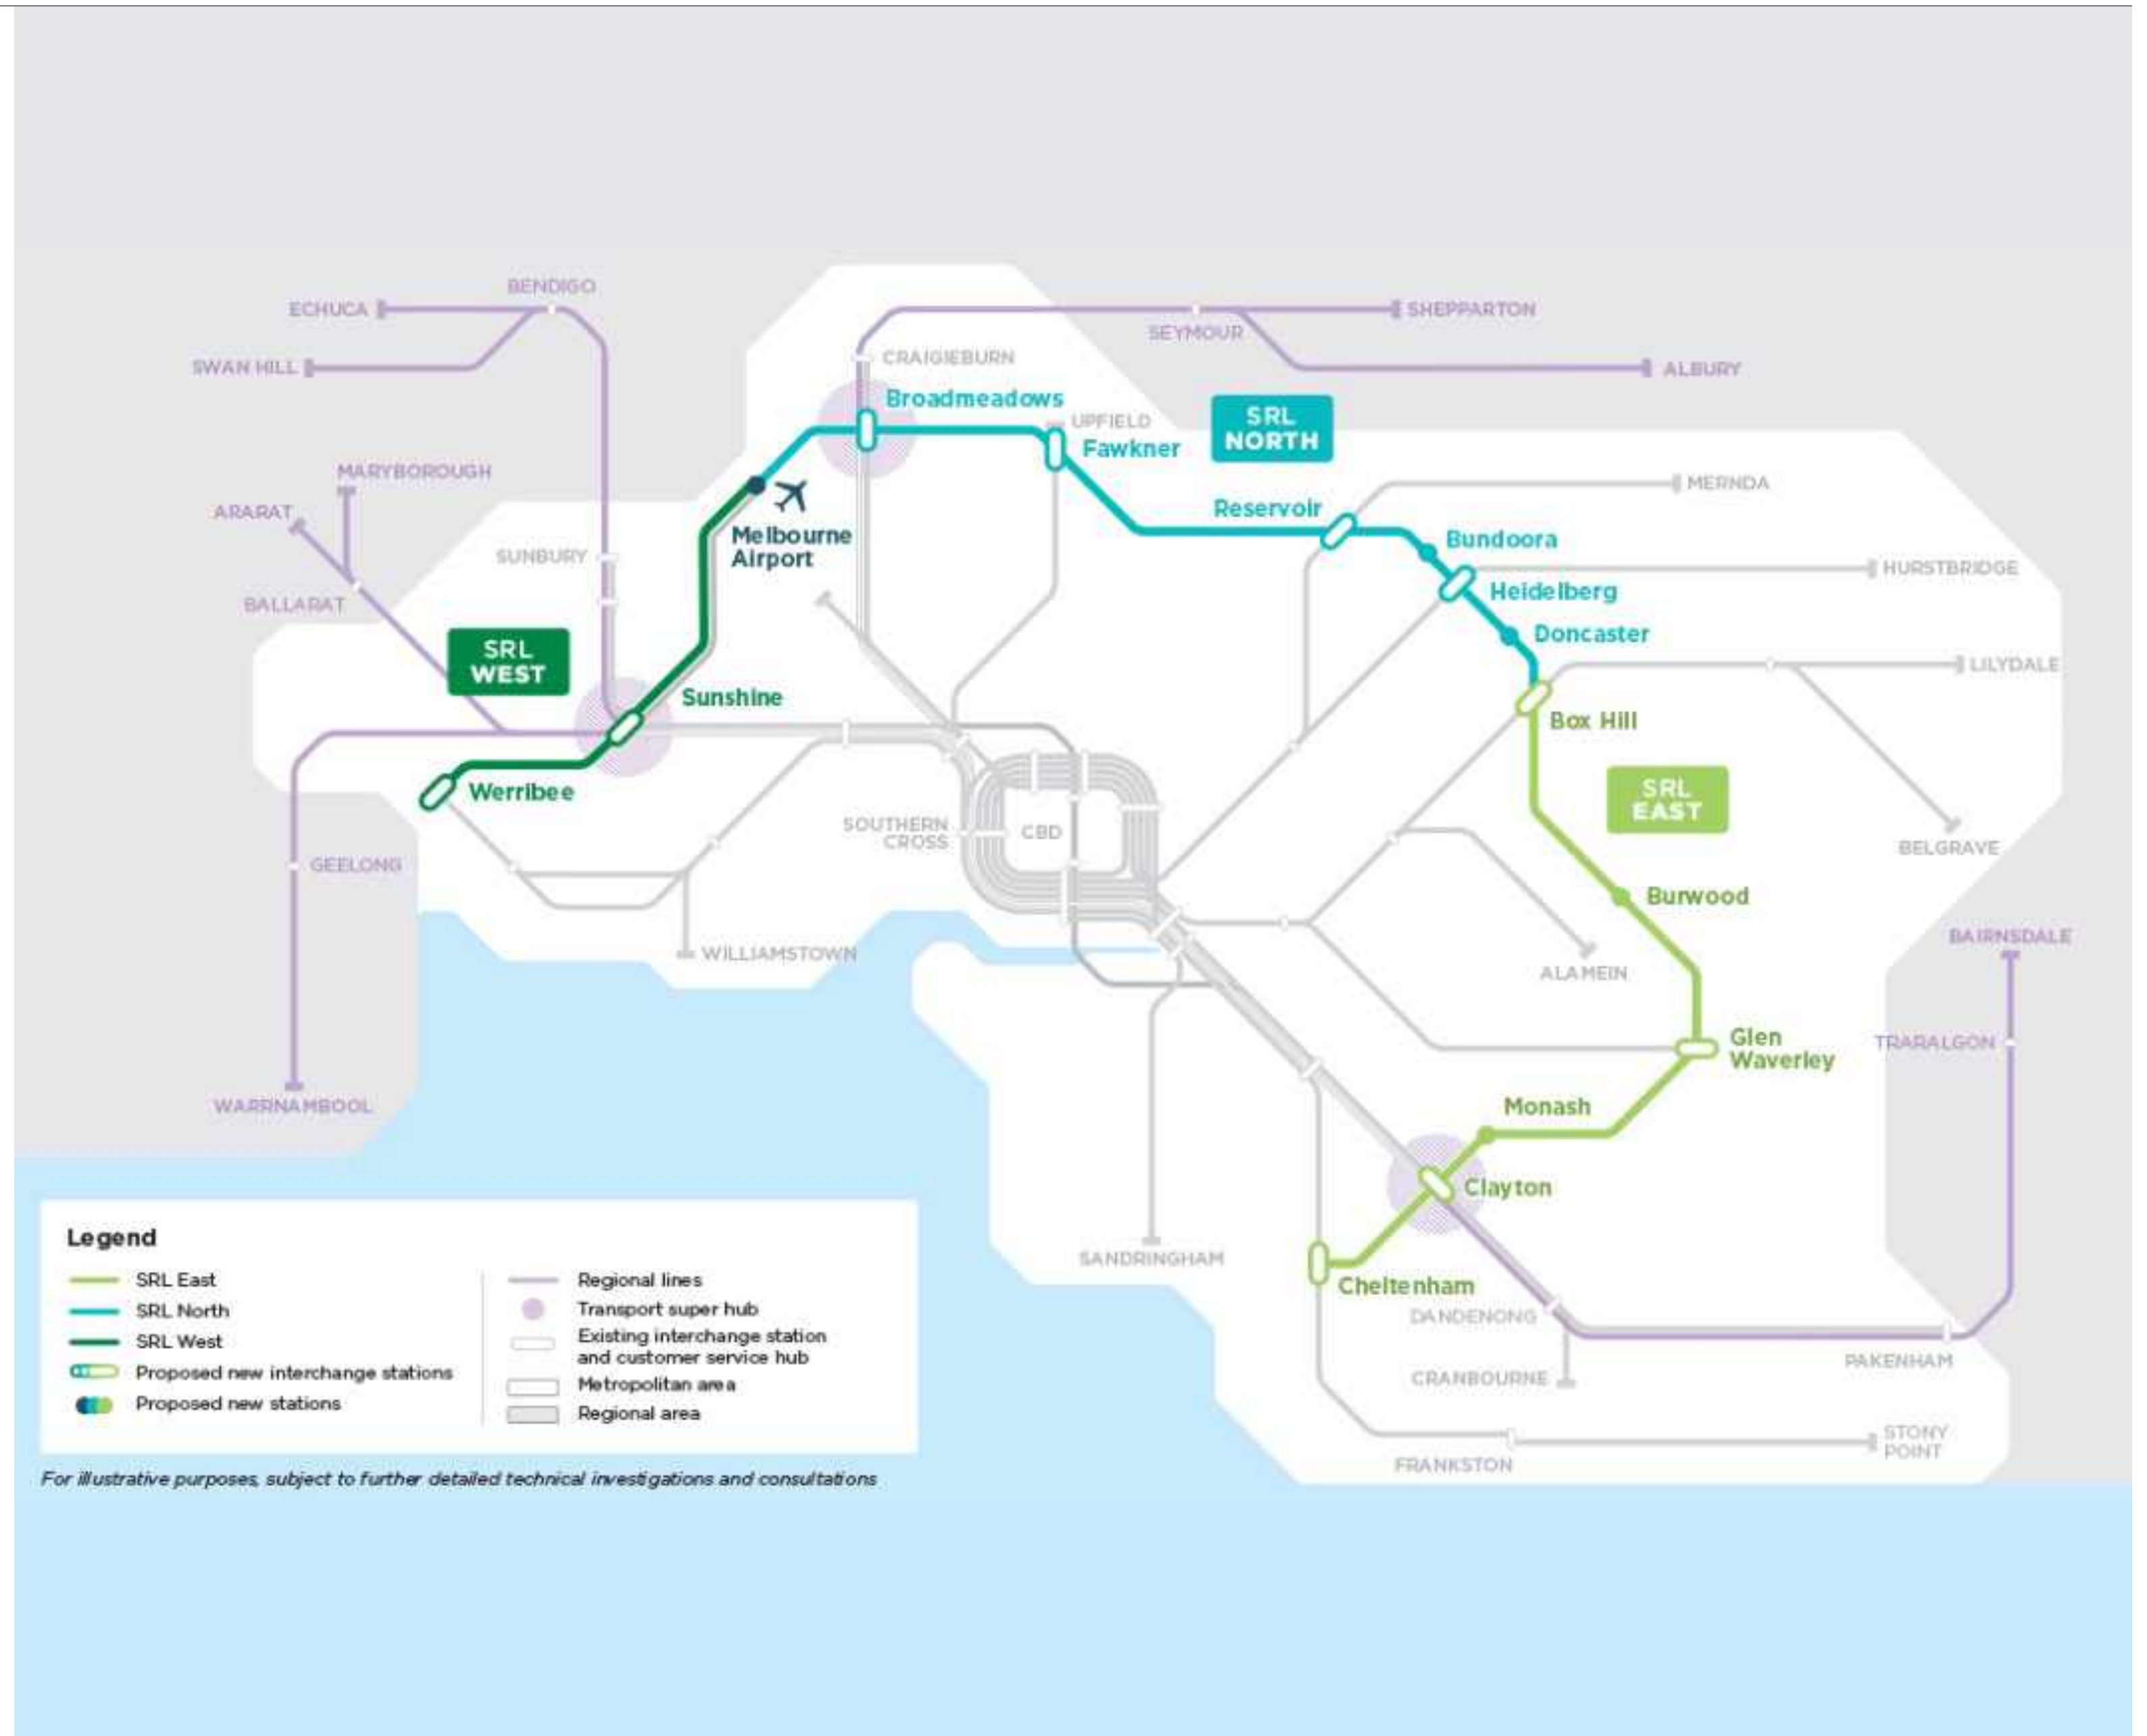 BENDIGO
ECHUCA
SHEPPARTON
SEYMOUR
SWAN HILL
CRAIGIEBURN
ALBURY
Broadmeadows
SRL
NORTH
UPFIELD
Fawkner
MARYBOROUGH
MERNDA
ARARAT
Reservoir
Melbourne
Airport
Bundoora
SUNBURY
HURSTBRIDGE
Heidelberg
BALLARAT
Doncaster
SRL
WEST
LILYDALE
Sunshine
Box Hill
Werribee
SRL
EAST
SOUTHERN
CROSS
CBD
BELGRAVE
GEELONG
Burwood
BAIRNSDALE
WILLIAMSTOWN
ALAMEIN
Glen
Waverley
TRARALGON
WARRNAMBOOL
Monash
Clayton
SANDRINGHAM
Cheltenham
DANDENONG
PAKENHAM
CRANBOURNE
STONY
POINT
FRANKSTON
Legend
SRL East
SRL North
SRL West
Proposed new interchange stations
Proposed new stations
Regional lines
Transport super hub
Existing interchange station
and customer service hub
Metropolitan area
Regional area
For illustrative purposes, subject to further detailed technical investigations and consultations